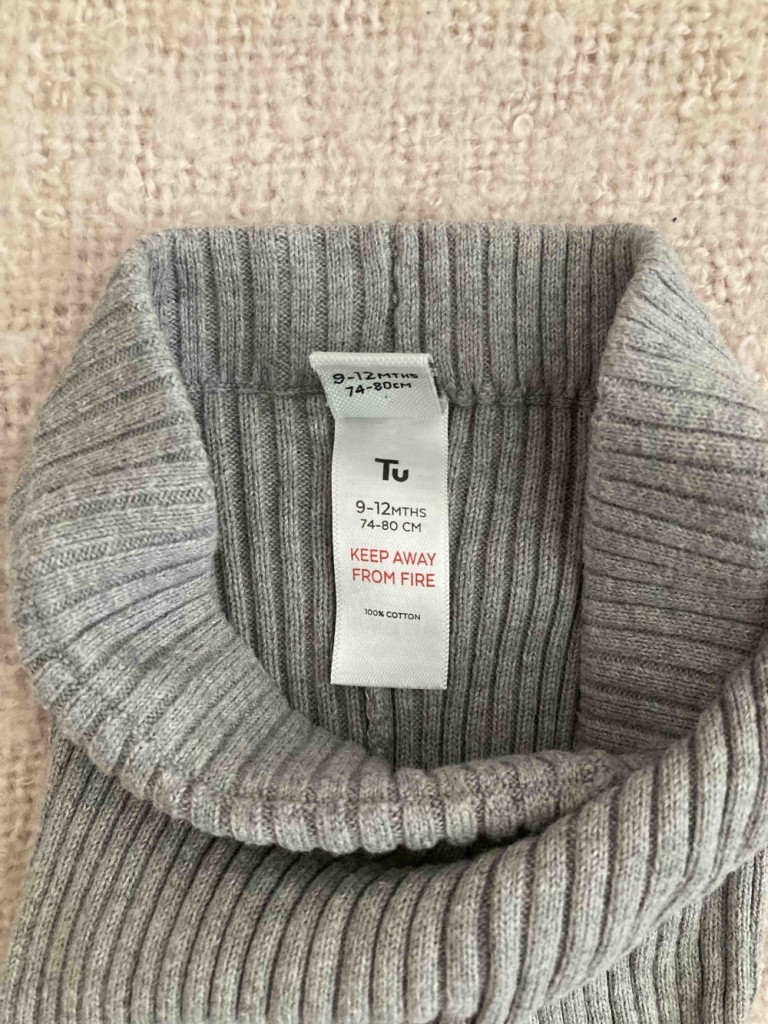 9-12MTHS
74-80CM
Tu
9-12MTHS
74-80 CM
KEEP AWAY
FROM FIRE
100% COTTON